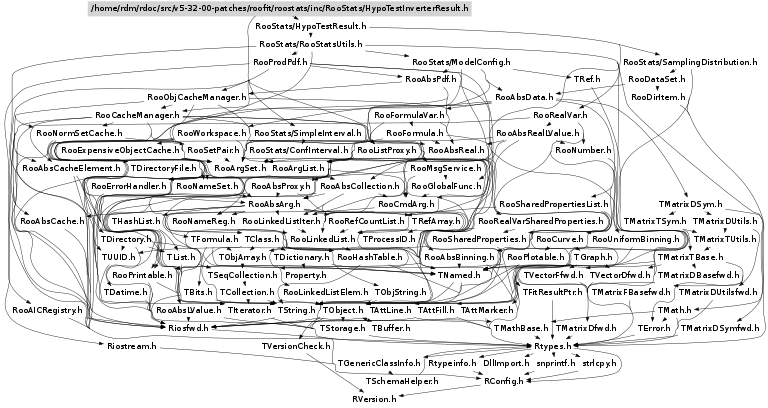 /home/rdm/rdoc/src/v5-32-00-patches/roofit/roostats/inc/RooStats/HypoTestInverterResult.h
RooStats/HypoTestResult.h
RooStats/RooStatsUtils.h
RooProdPdf.h RooStats/ModelConfig.h RooStats/SamplingDistribution.h
RooAbsPdf.h TRef.h RooDataSet.h
RooObjCacheManager.h RooAbsData.h RooDirItem.h
RooCacheManager.h RooFormulaVar.h RooRealVar.h
RooNormSetCache.h RooWorkspace.h RooStats/SimpleInterval.h RooFormula.h RooAbsRealLValue.h
RooExpensiveObjectCache.h RooSetPair.h RooStats/ConfInterval.h RooListProxy.h RooAbsReal.h RooNumber.h
RooAbsCacheElement.h TDirectoryFile.h RooArgSet.h RooArgList.h RooMsgService.h
RooErrorHandler.h RooNameSet.h RooAbsProxy.h RooAbsCollection.h RooGlobalFunc.h
RooAbsArg.h RooCmdArg.h RooSharedPropertiesList.h TMatrixDSym.h
RooAbsCache.h THashList.h RooNameReg.h RooLinkedListIter.h RooRefCountList.h TRefArray.h RooRealVarSharedProperties.h TMatrixTSym.h TMatrixDUtils.h
TDirectory.h TFormula.h TClass.h RooLinkedList.h TProcessID.h RooSharedProperties.h RooCurve.h RooUniformBinning.h TMatrixTUtils.h
TUUID.h TList.h TObjArray.h TDictionary.h RooHashTable.h RooAbsBinning.h RooPlotable.h TGraph.h TMatrixTBase.h
RooPrintable.h TSeqCollection.h Property.h TNamed.h TVectorFfwd.h TVectorDfwd.h TMatrixDBasefwd.h
TDatime.h TBits.h TCollection.h RooLinkedListElem.h TObjString.h TFitResultPtr.h TMatrixFBasefwd.h TMatrixDUtilsfwd.h
RooAICRegistry.h RooAbsLValue.h TIterator.h TString.h TObject.h TAttLine.h TAttFill.h TAttMarker.h TMath.h
Riosfwd.h TStorage.h TBuffer.h TMathBase.h TMatrixDfwd.h TError.h TMatrixDSymfwd.h
Riostream.h TVersionCheck.h Rtypes.h
TGenericClassInfo.h Rtypeinfo.h DllImport.h snprintf.h strlcpy.h
TSchemaHelper.h RConfig.h
RVersion.h